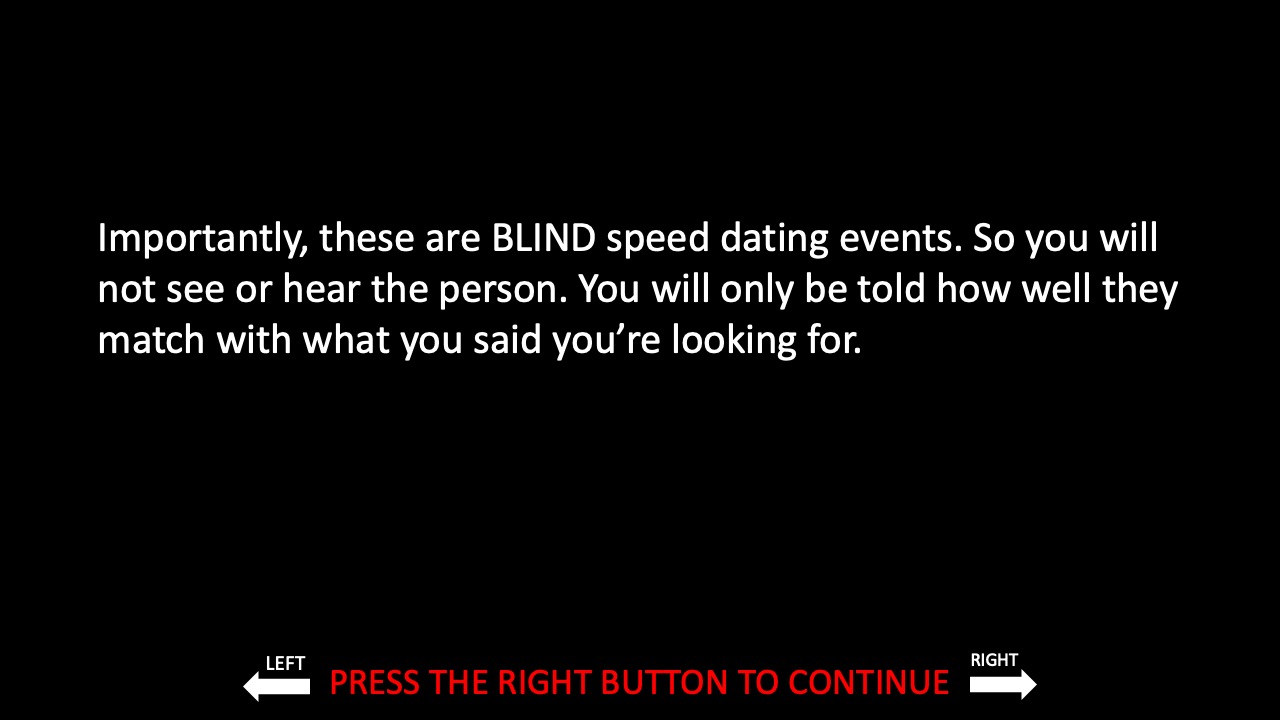 Importantly, these are BLIND speed dating events. So you will
not see or hear the person. You will only be told how well they
match with what you said you’re looking for.
LEFT
PRESS THE RIGHT BUTTON TO CONTINUE
RIGHT